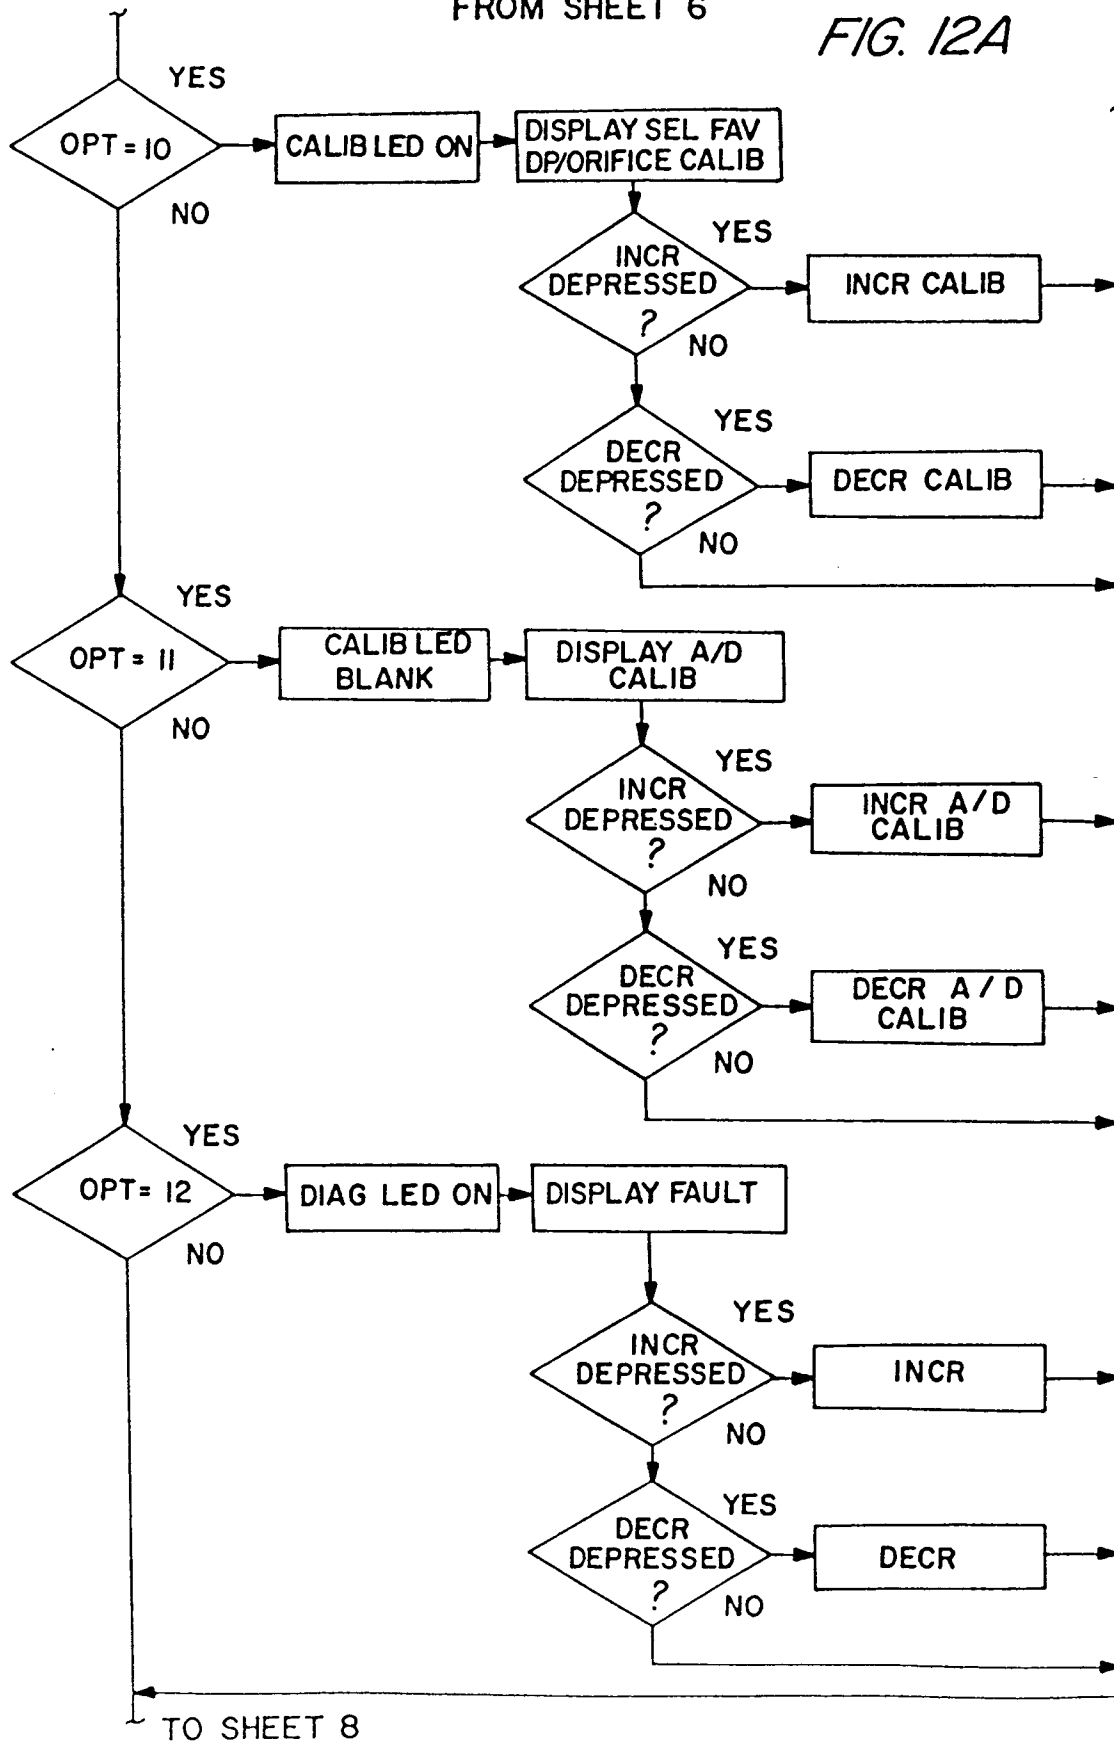 FROM SHEET 6
FIG. 12A
YES
OPT = 10
NO
CALIB LED ON
DISPLAY SEL FAV
DP/ORIFICE CALIB
YES
INCR
DEPRESSED
?
NO
INCR CALIB
YES
DECR
DEPRESSED
?
NO
DECR CALIB
YES
OPT = 11
NO
CALIB LED
BLANK
DISPLAY A/D
CALIB
YES
INCR
DEPRESSED
?
NO
INCR A/D
CALIB
YES
DECR
DEPRESSED
?
NO
DECR A/D
CALIB
YES
OPT = 12
NO
DIAG LED ON
DISPLAY FAULT
YES
INCR
DEPRESSED
?
NO
INCR
YES
DECR
DEPRESSED
?
NO
DECR
TO SHEET 8